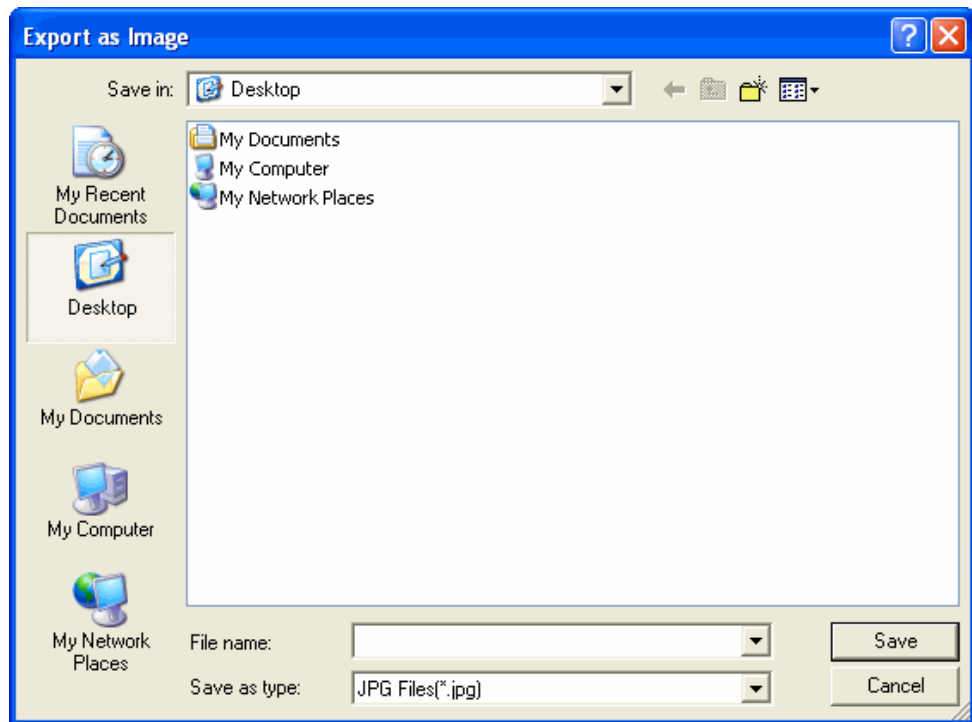 Export as Image
Save in: Desktop
My Documents
My Computer
My Network Places
My Recent
Documents
Desktop
My Documents
My Computer
My Network
Places
File name:
Save
Save as type: JPG Files(*.jpg)
Cancel